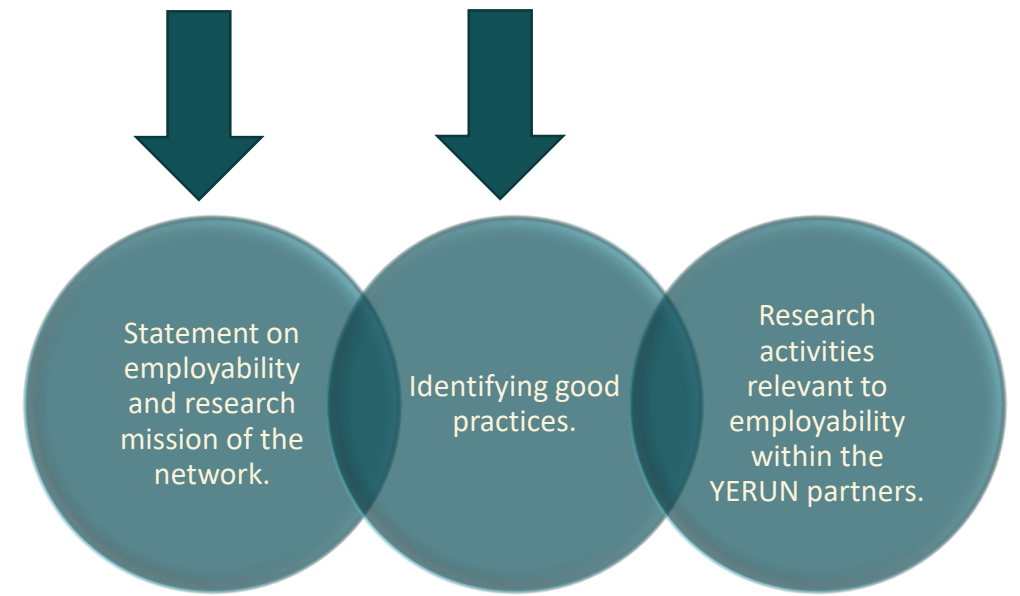 Statement on
employability
and research
mission of the
network.
Identifying good
practices.
Research
activities
relevant to
employability
within the
YERUN partners.